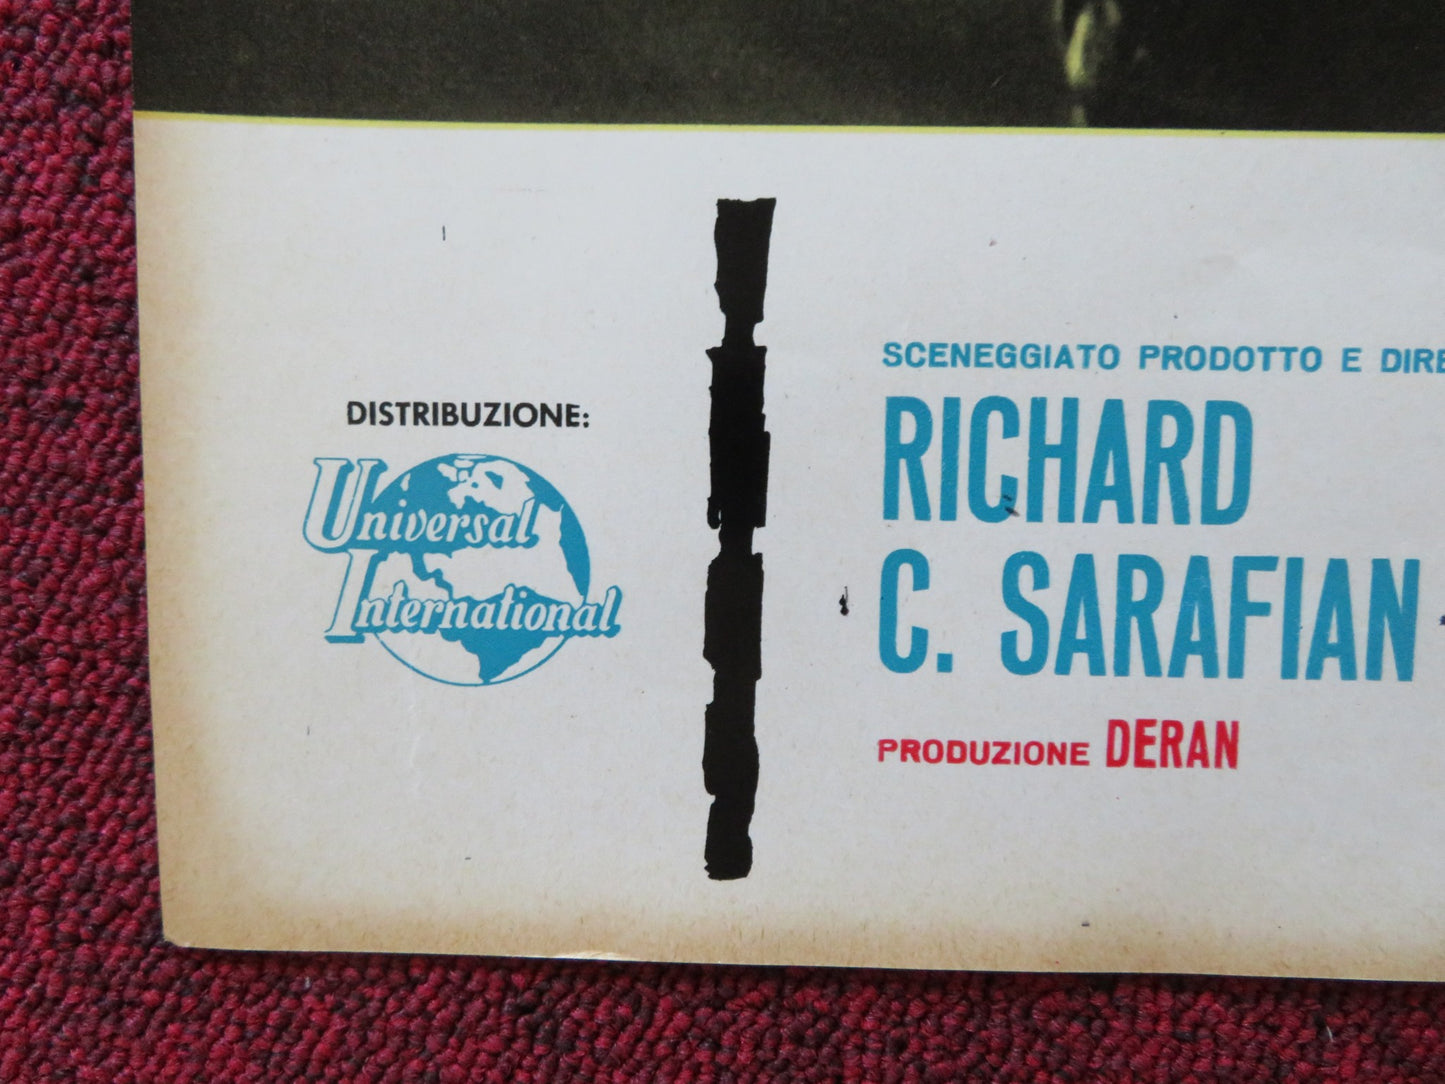 DISTRIBUZIONE:
Universal
International
SCENEGGIATO PRODOTTO E DIRE
RICHARD
C. SARAFIAN
PRODUZIONE DERAN